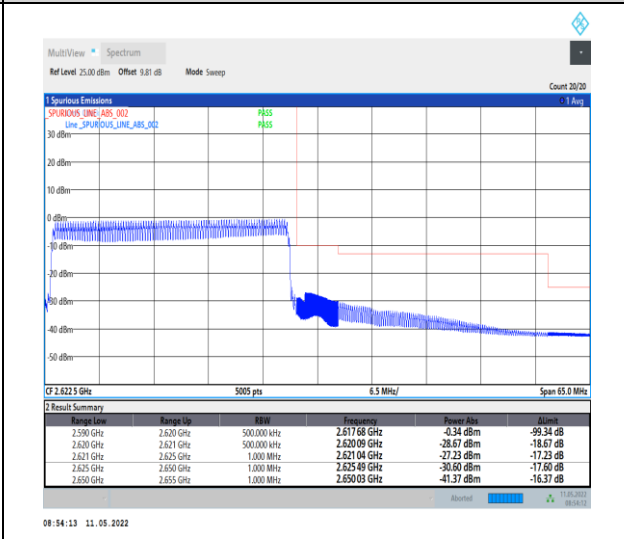 MultiView Spectrum
Ref Level 25.00 dBm Offset 9.81 dB Mode Sweep
Count 20/20
1 Spurious Emissions 1 Avg
_SPURIOUS_LINE_ABS_002 PASS
Line _SPURIOUS_LINE_ABS_002 PASS
30 dBm
20 dBm
10 dBm
0 dBm
-10 dBm
-20 dBm
-30 dBm
-40 dBm
-50 dBm
CF 2.622 5 GHz 5005 pts 6.5 MHz/ Span 65.0 MHz
2 Result Summary
Range Low Range Up RBW Frequency Power Abs ΔLimit
2.590 GHz 2.620 GHz 500.000 kHz 2.617 68 GHz -0.34 dBm -99.34 dB
2.620 GHz 2.621 GHz 500.000 kHz 2.620 09 GHz -28.67 dBm -18.67 dB
2.621 GHz 2.625 GHz 1.000 MHz 2.621 04 GHz -27.23 dBm -17.23 dB
2.625 GHz 2.650 GHz 1.000 MHz 2.625 49 GHz -30.60 dBm -17.60 dB
2.650 GHz 2.655 GHz 1.000 MHz 2.650 03 GHz -41.37 dBm -16.37 dB
Aborted 11.05.2022
08:54:12
08:54:13 11.05.2022